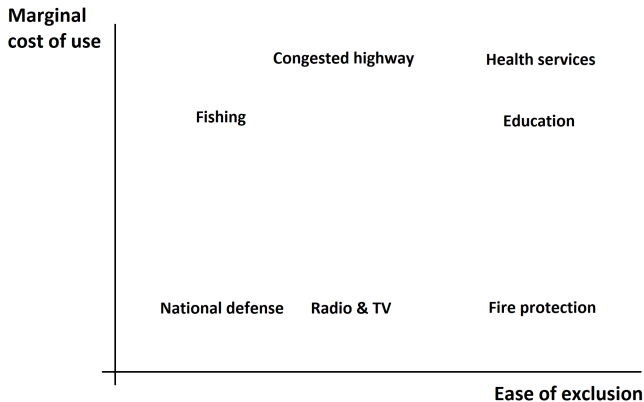 Marginal
cost of use
Congested highway
Health services
Fishing
Education
National defense
Radio & TV
Fire protection
Ease of exclusion